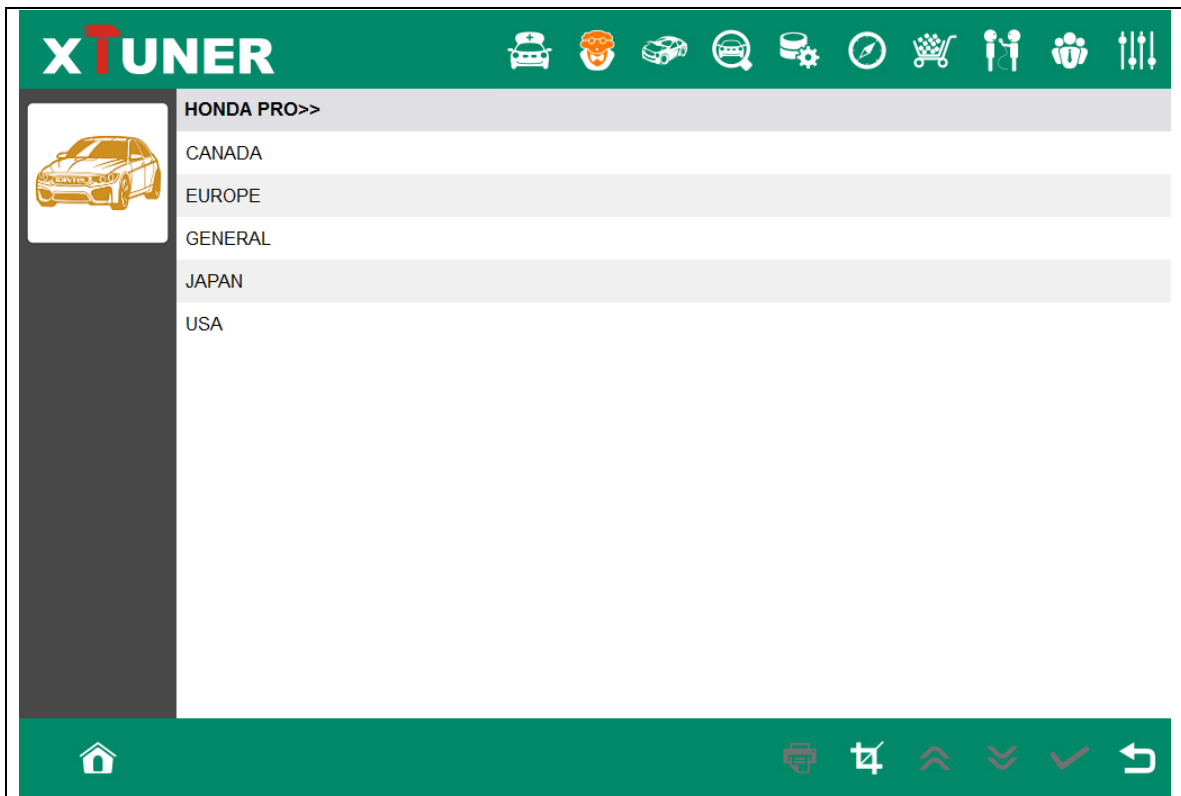 XTUNER
HONDA PRO>>
CANADA
EUROPE
GENERAL
JAPAN
USA